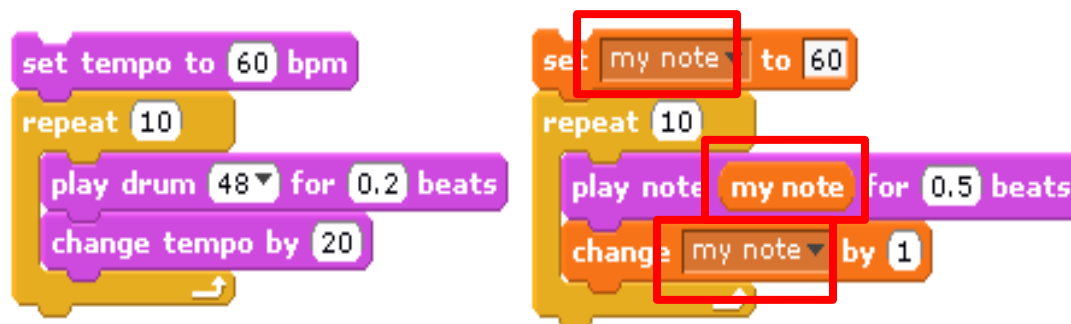 set tempo to 60 bpm
repeat 10
play drum 48 for 0.2 beats
change tempo by 20
set my note to 60
repeat 10
play note my note for 0.5 beats
change my note by 1